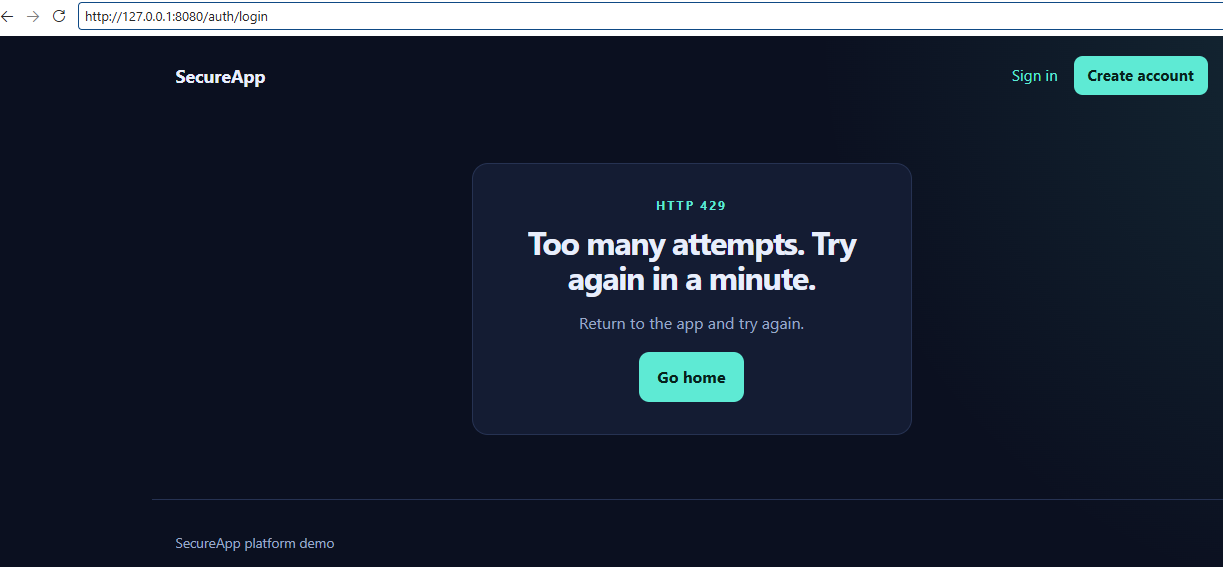 http://127.0.0.1:8080/auth/login
SecureApp
Sign in
Create account
HTTP 429
Too many attempts. Try
again in a minute.
Return to the app and try again.
Go home
SecureApp platform demo